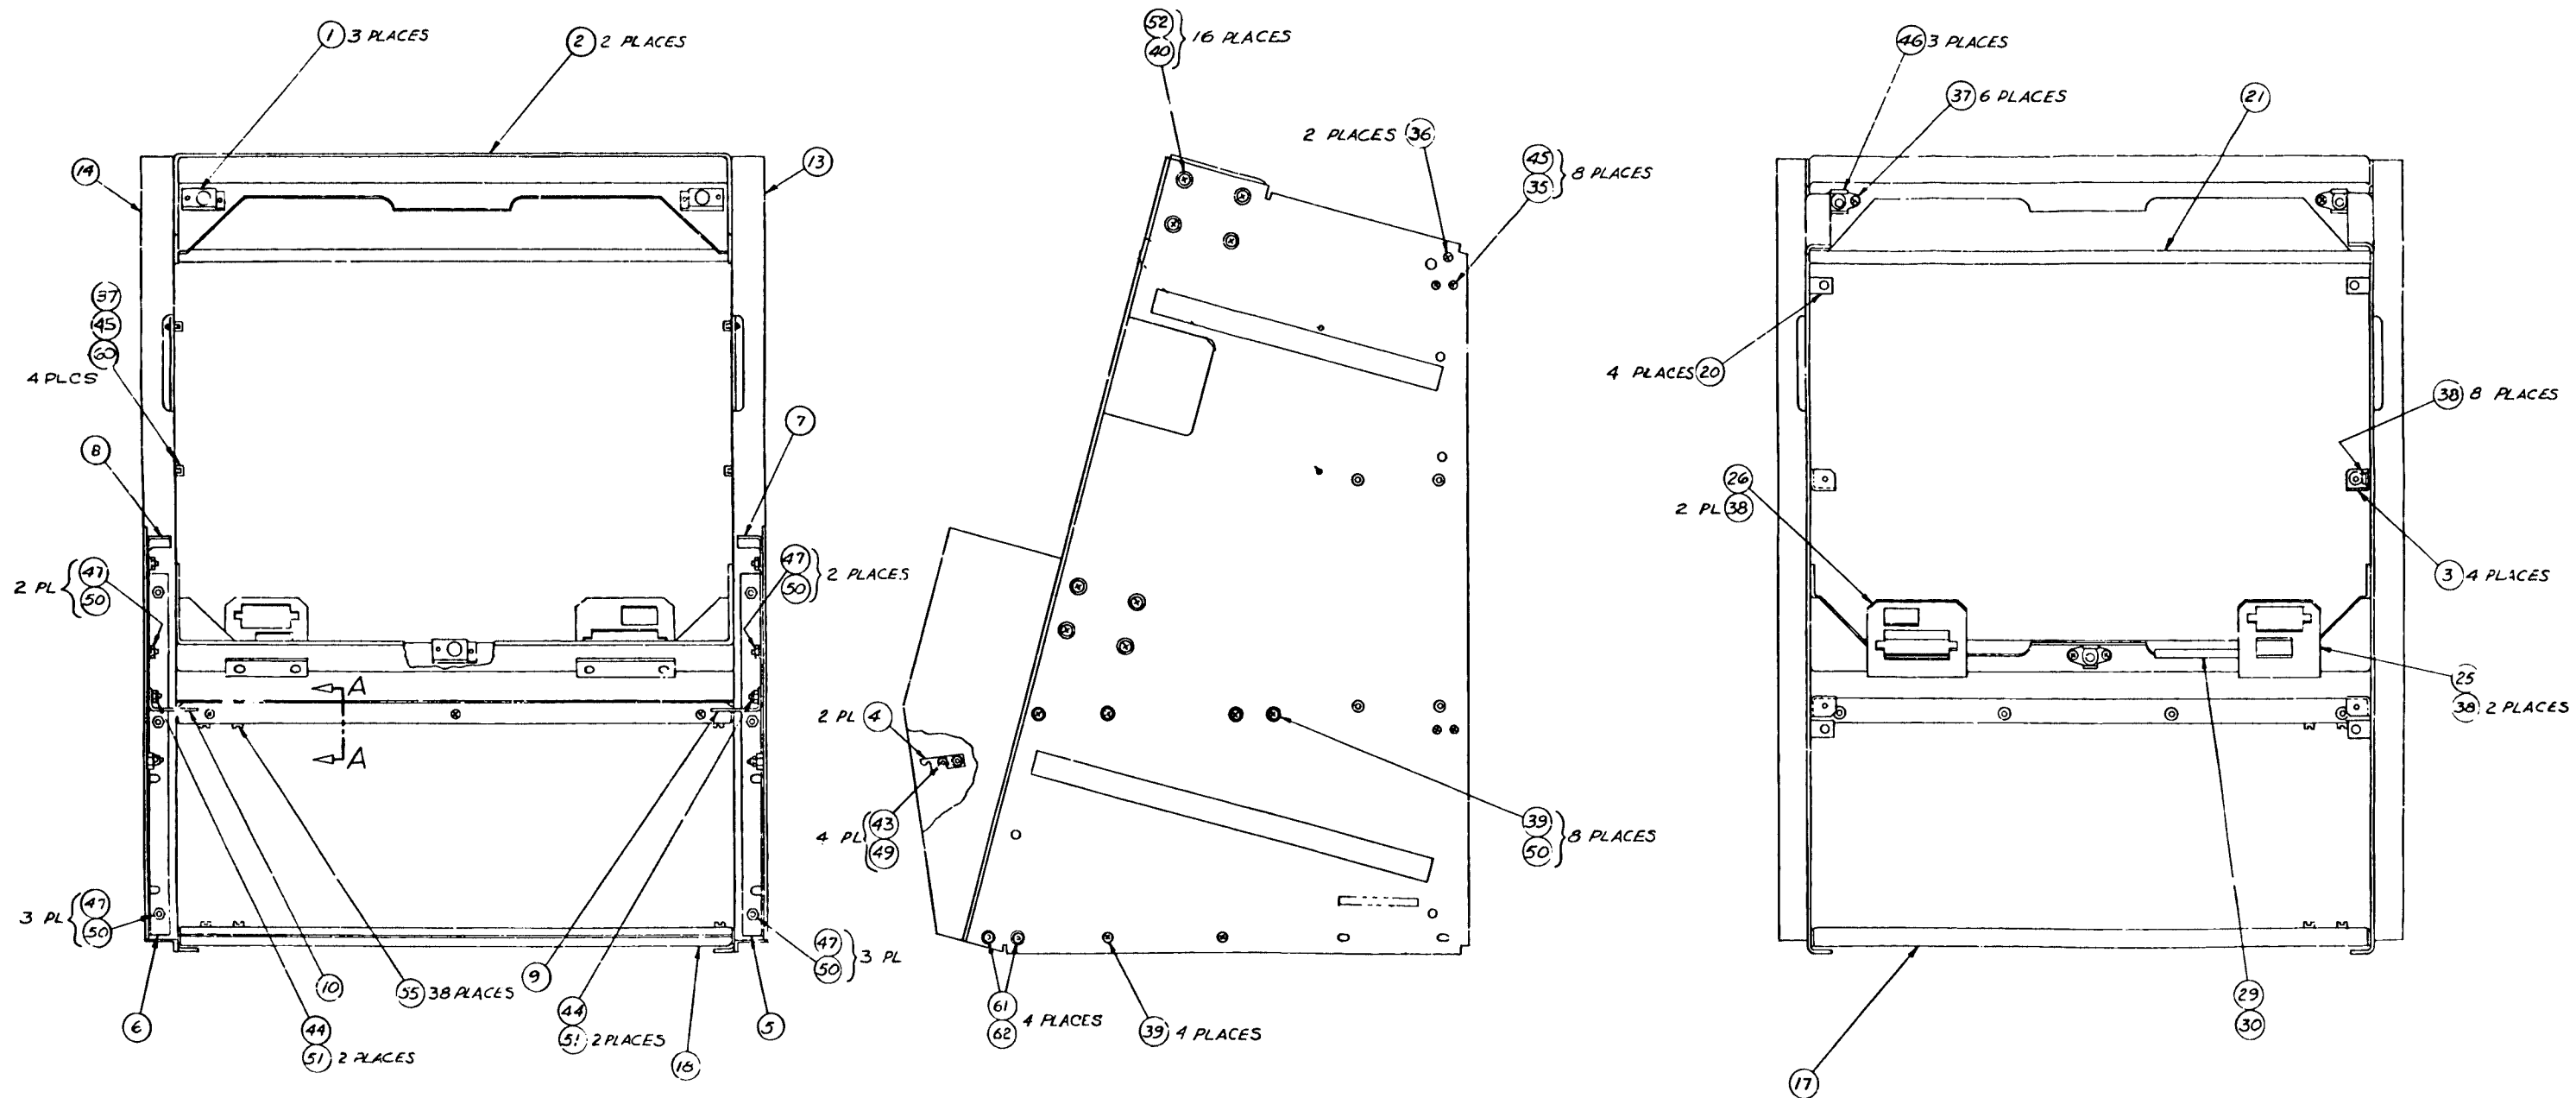 1 3 PLACES
2 2 PLACES
14
13
37
45
60
4 PLCS
8
7
2 PL { 47
50
47
50 } 2 PLACES
A
A
3 PL { 47
50
47
50 } 3 PL
6
10
55 38 PLACES
9
5
44
51 2 PLACES
44
51 2 PLACES
18
52
40 } 16 PLACES
2 PLACES 36
45
35 } 8 PLACES
2 PL 4
4 PL { 43
49
39
50 } 8 PLACES
61
62 4 PLACES
39 4 PLACES
46 3 PLACES
37 6 PLACES
21
4 PLACES 20
38 8 PLACES
26
2 PL 38
3 4 PLACES
25
38 2 PLACES
29
30
17